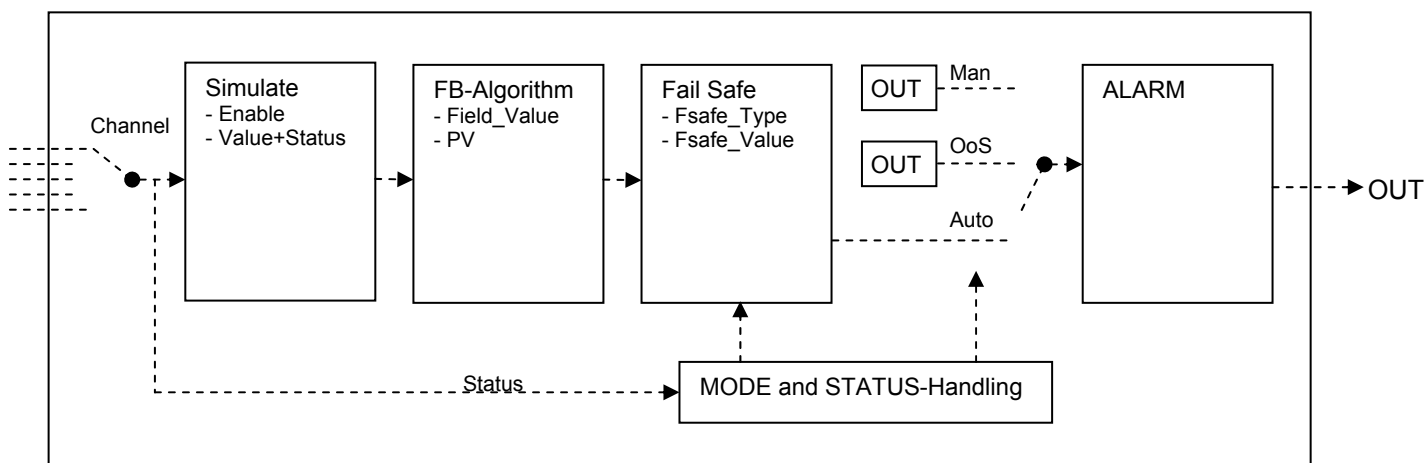 Channel
Simulate
- Enable
- Value+Status
FB-Algorithm
- Field_Value
- PV
Fail Safe
- Fsafe_Type
- Fsafe_Value
OUT
Man
OUT
OoS
Auto
ALARM
OUT
Status
MODE and STATUS-Handling